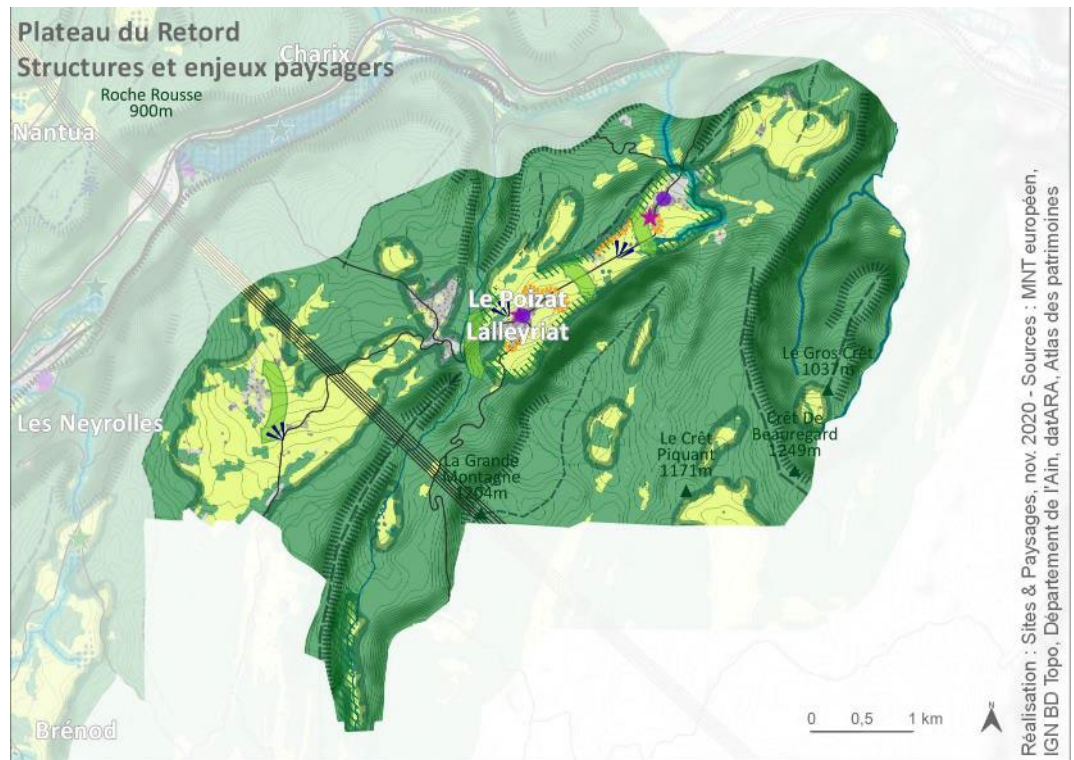 Plateau du Retord
Structures et enjeux paysagers
Charix
Roche Rousse
900m
Nantua
Le Poizat
Lalleyriat
Les Neyrolles
Le Gros Crêt
1037m
Crêt De
Beauregard
1249m
Le Crêt
Piquant
1171m
La Grande
Montagne
1204m
Brénod
0 0,5 1 km
N
Réalisation : Sites & Paysages, nov. 2020 - Sources : MNT européen,
IGN BD Topo, Département de l'Ain, datARA, Atlas des patrimoines